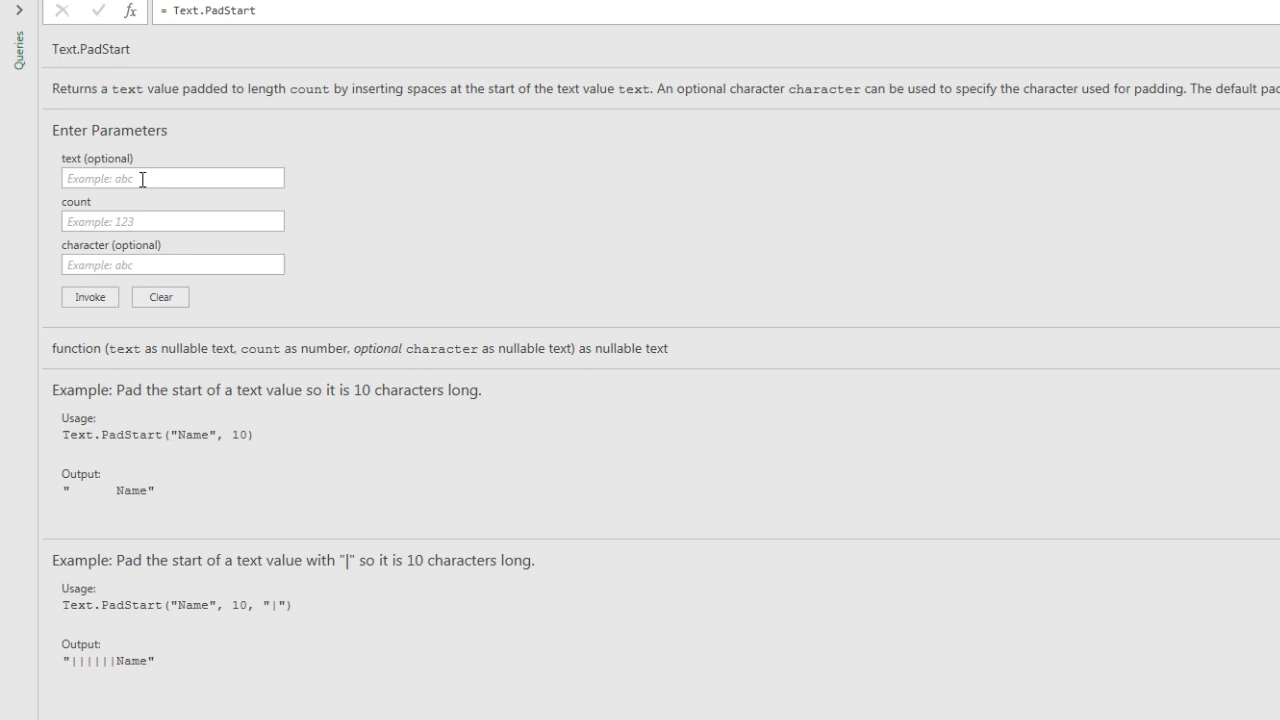 = Text.PadStart
Queries
Text.PadStart
Returns a text value padded to length count by inserting spaces at the start of the text value text. An optional character character can be used to specify the character used for padding. The default
Enter Parameters
text (optional)
Example: abc
count
Example: 123
character (optional)
Example: abc
Invoke Clear
function (text as nullable text, count as number, optional character as nullable text) as nullable text
Example: Pad the start of a text value so it is 10 characters long.
Usage:
Text.PadStart("Name", 10)
Output:
"      Name"
Example: Pad the start of a text value with "|" so it is 10 characters long.
Usage:
Text.PadStart("Name", 10, "|")
Output:
"||||||Name"